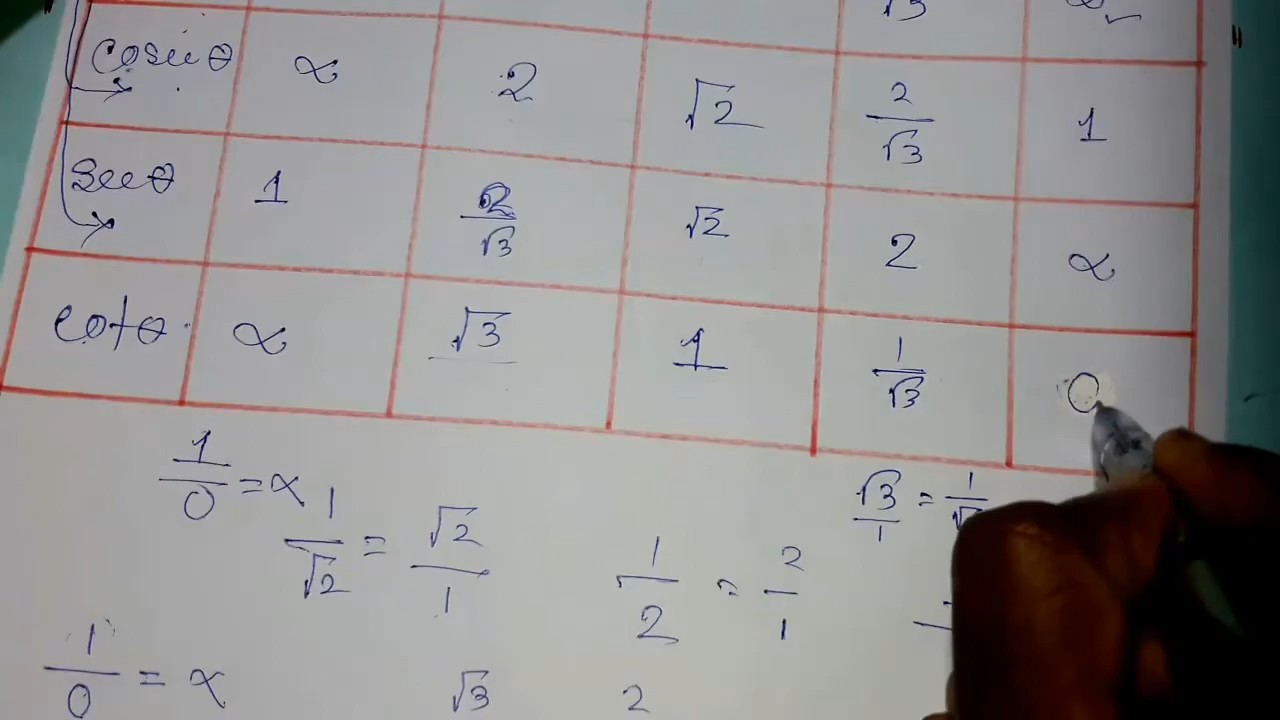 √3 ∝
cosecθ ∝ 2 √2 2/√3 1
secθ 1 2/√3 √2 2 ∝
cotθ ∝ √3 1 1/√3 0
1/0 = ∝
√3/1 = 1/√
1/√2 = √2/1
1/2 = 2/1
1/0 = ∝
√3 2